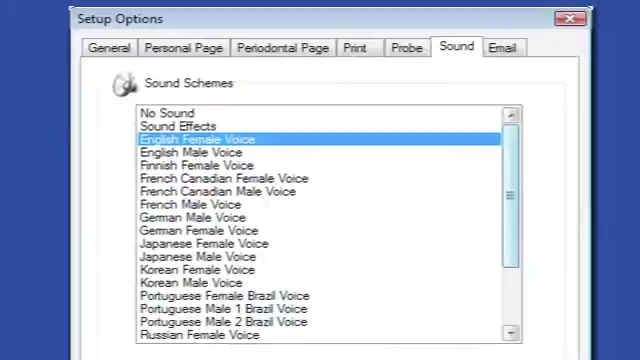 Setup Options
General Personal Page Periodontal Page Print Probe Sound Email
Sound Schemes
No Sound
Sound Effects
English Female Voice
English Male Voice
Finnish Female Voice
French Canadian Female Voice
French Canadian Male Voice
French Male Voice
German Male Voice
German Female Voice
Japanese Female Voice
Japanese Male Voice
Korean Female Voice
Korean Male Voice
Portuguese Female Brazil Voice
Portuguese Male 1 Brazil Voice
Portuguese Male 2 Brazil Voice
Russian Female Voice